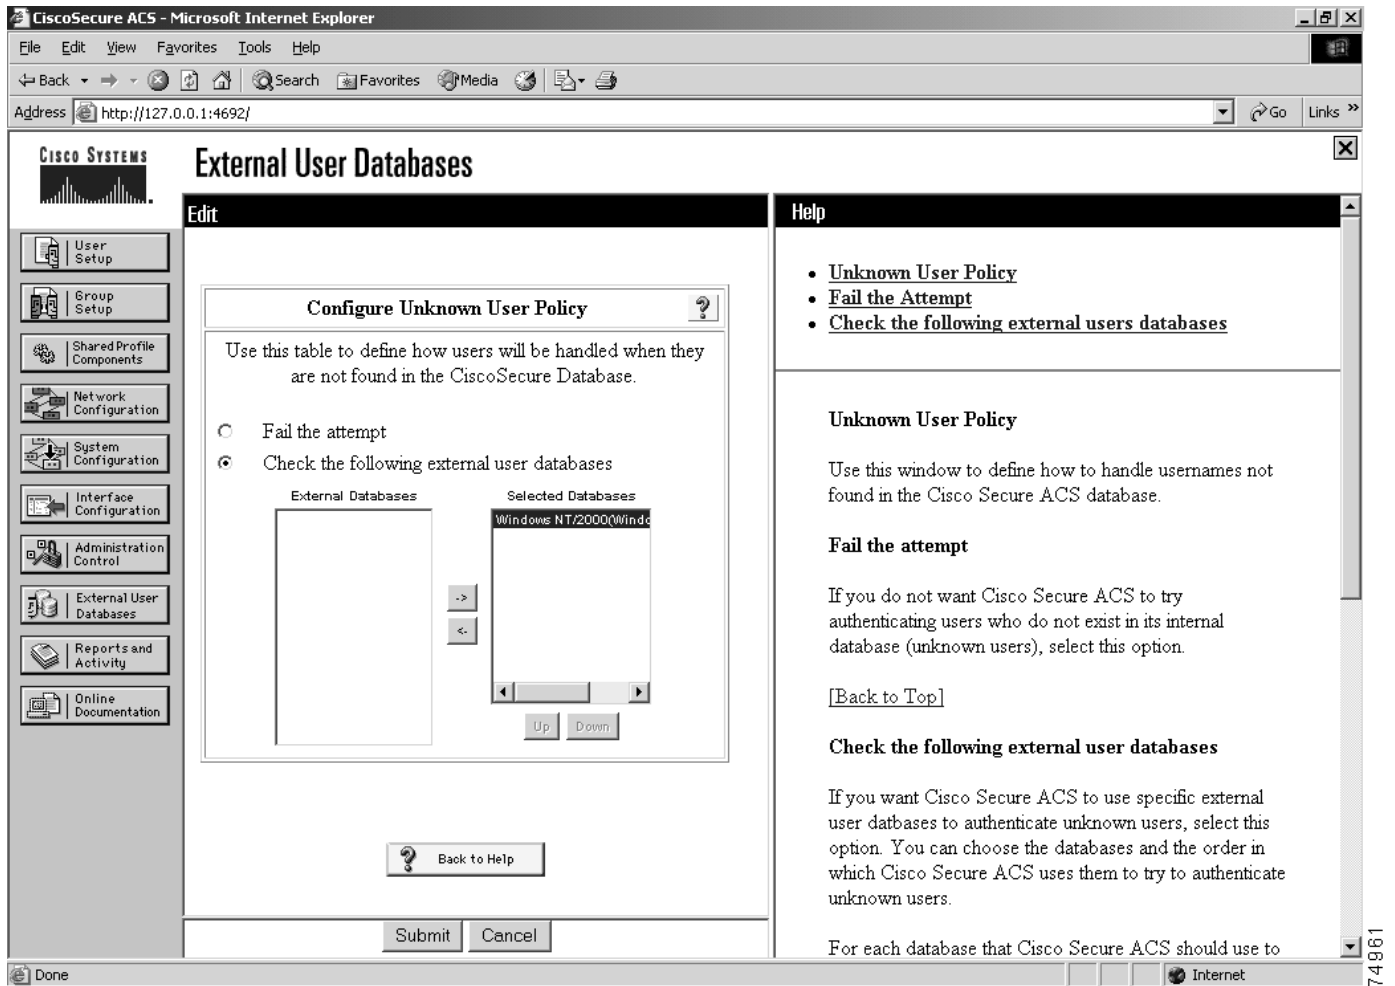 CiscoSecure ACS - Microsoft Internet Explorer
File Edit View Favorites Tools Help
Back Search Favorites Media
Address http://127.0.0.1:4692/ Go Links »
CISCO SYSTEMS
External User Databases
User
Setup
Group
Setup
Shared Profile
Components
Network
Configuration
System
Configuration
Interface
Configuration
Administration
Control
External User
Databases
Reports and
Activity
Online
Documentation
Edit
Configure Unknown User Policy
?
Use this table to define how users will be handled when they
are not found in the CiscoSecure Database.
Fail the attempt
Check the following external user databases
External Databases
Selected Databases
Windows NT/2000(Windo
->
<-
Up Down
? Back to Help
Submit Cancel
Help
• Unknown User Policy
• Fail the Attempt
• Check the following external users databases
Unknown User Policy
Use this window to define how to handle usernames not
found in the Cisco Secure ACS database.
Fail the attempt
If you do not want Cisco Secure ACS to try
authenticating users who do not exist in its internal
database (unknown users), select this option.
[Back to Top]
Check the following external user databases
If you want Cisco Secure ACS to use specific external
user datbases to authenticate unknown users, select this
option. You can choose the databases and the order in
which Cisco Secure ACS uses them to try to authenticate
unknown users.
For each database that Cisco Secure ACS should use to
Done
Internet
74961